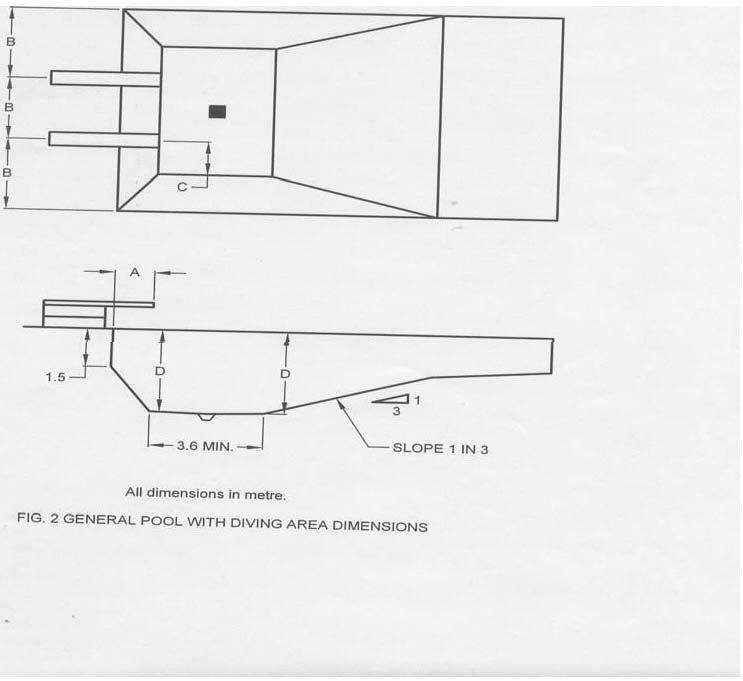 B
B
B
C
A
1.5
D
D
1
3
3.6 MIN.
SLOPE 1 IN 3
All dimensions in metre.
FIG. 2 GENERAL POOL WITH DIVING AREA DIMENSIONS